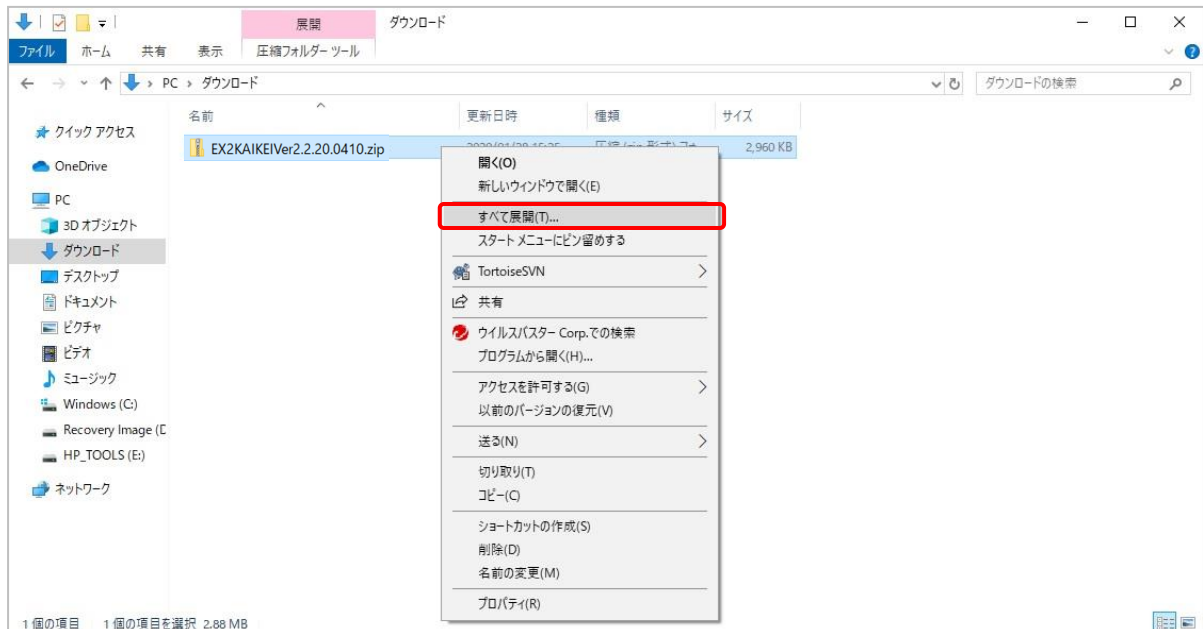 展開 ダウンロード
ファイル ホーム 共有 表示 圧縮フォルダー ツール
PC › ダウンロード ダウンロードの検索
名前 更新日時 種類 サイズ
クイック アクセス
OneDrive
PC
3D オブジェクト
ダウンロード
デスクトップ
ドキュメント
ピクチャ
ビデオ
ミュージック
Windows (C:)
Recovery Image (D
HP_TOOLS (E:)
ネットワーク
EX2KAIKEIVer2.2.20.0410.zip 2,960 KB
開く(O)
新しいウィンドウで開く(E)
すべて展開(T)...
スタート メニューにピン留めする
TortoiseSVN
共有
ウイルスバスター Corp.での検索
プログラムから開く(H)...
アクセスを許可する(G)
以前のバージョンの復元(V)
送る(N)
切り取り(T)
コピー(C)
ショートカットの作成(S)
削除(D)
名前の変更(M)
プロパティ(R)
1 個の項目 1 個の項目を選択 2.88 MB